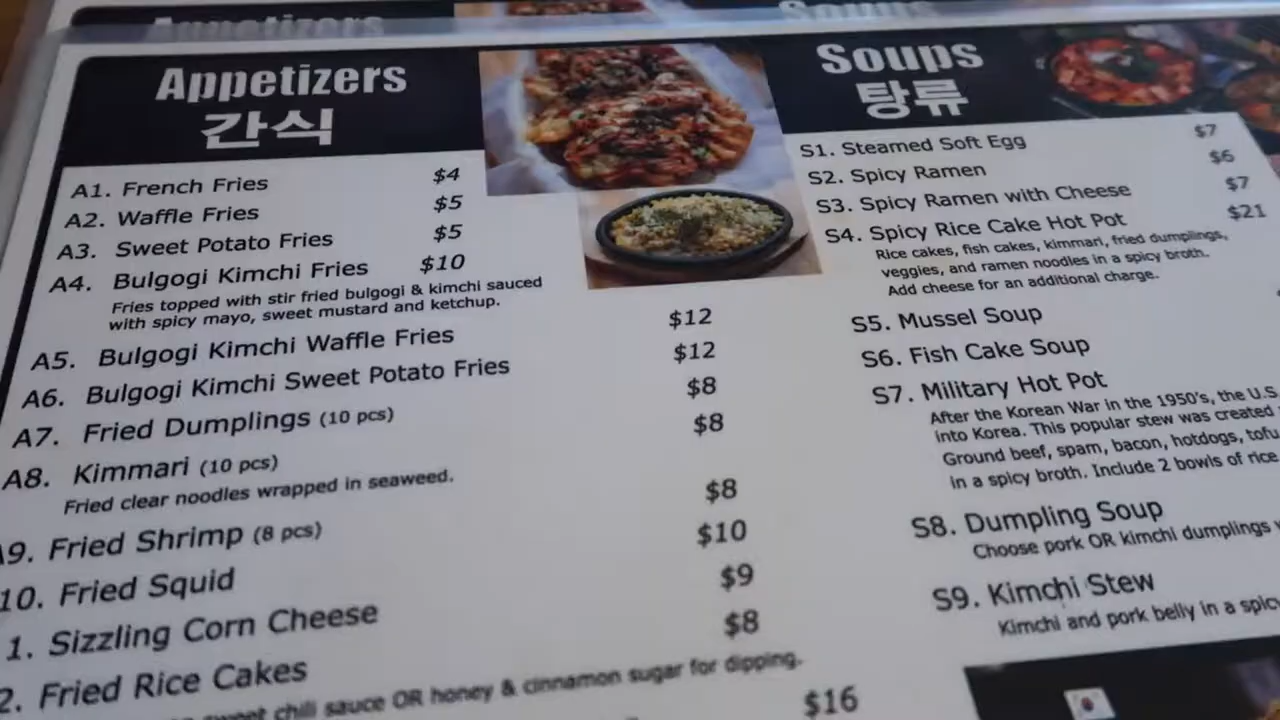 Appetizers
Soups
Appetizers
간식
A1. French Fries $4
A2. Waffle Fries $5
A3. Sweet Potato Fries $5
A4. Bulgogi Kimchi Fries $10
Fries topped with stir fried bulgogi & kimchi sauced
with spicy mayo, sweet mustard and ketchup.
A5. Bulgogi Kimchi Waffle Fries $12
A6. Bulgogi Kimchi Sweet Potato Fries $12
A7. Fried Dumplings (10 pcs) $8
A8. Kimmari (10 pcs) $8
Fried clear noodles wrapped in seaweed.
9. Fried Shrimp (8 pcs) $8
10. Fried Squid $10
1. Sizzling Corn Cheese $9
2. Fried Rice Cakes $8
sweet chili sauce OR honey & cinnamon sugar for dipping.
$16
Soups
탕류
S1. Steamed Soft Egg $7
S2. Spicy Ramen $6
S3. Spicy Ramen with Cheese $7
S4. Spicy Rice Cake Hot Pot $21
Rice cakes, fish cakes, kimmari, fried dumplings,
veggies, and ramen noodles in a spicy broth.
Add cheese for an additional charge.
S5. Mussel Soup
S6. Fish Cake Soup
S7. Military Hot Pot
After the Korean War in the 1950's, the U.S.
into Korea. This popular stew was created
Ground beef, spam, bacon, hotdogs, tofu
in a spicy broth. Include 2 bowls of rice
S8. Dumpling Soup
Choose pork OR kimchi dumplings
S9. Kimchi Stew
Kimchi and pork belly in a spic